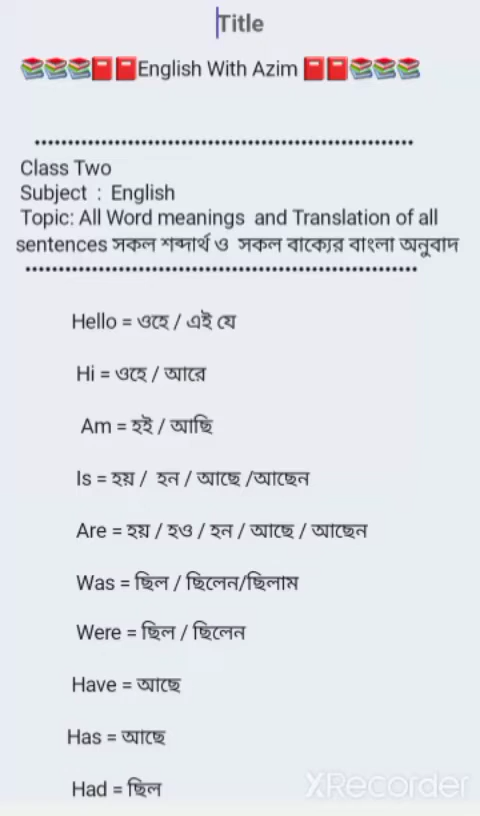 Title
📚📚📚📕📕English With Azim 📕📕📚📚📚
............................................................
Class Two
Subject : English
Topic: All Word meanings and Translation of all
sentences সকল শব্দার্থ ও সকল বাক্যের বাংলা অনুবাদ
............................................................
Hello = ওহে / এই যে
Hi = ওহে / আরে
Am = হই / আছি
Is = হয় / হন / আছে /আছেন
Are = হয় / হও / হন / আছে / আছেন
Was = ছিল / ছিলেন/ছিলাম
Were = ছিল / ছিলেন
Have = আছে
Has = আছে
Had = ছিল
XRecorder